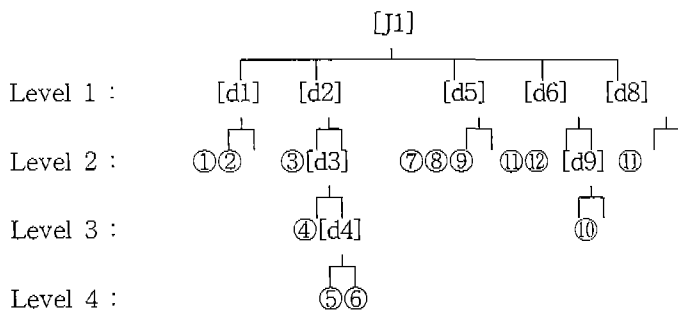 [J1]
Level 1 : [d1] [d2] [d5] [d6] [d8]
Level 2 : ①② ③[d3] ⑦⑧⑨ ⑪⑫ [d9] ⑪
Level 3 : ④[d4] ⑩
Level 4 : ⑤⑥